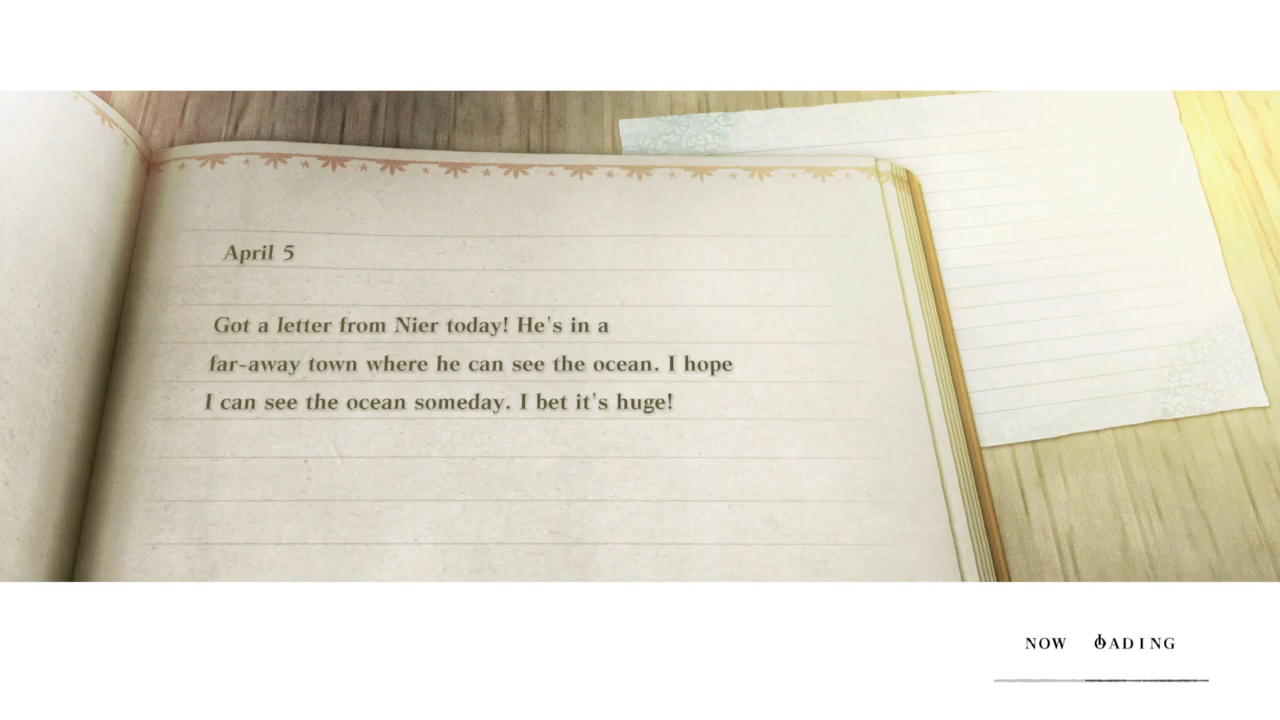 April 5
Got a letter from Nier today! He's in a
far-away town where he can see the ocean. I hope
I can see the ocean someday. I bet it's huge!
NOW LOADING